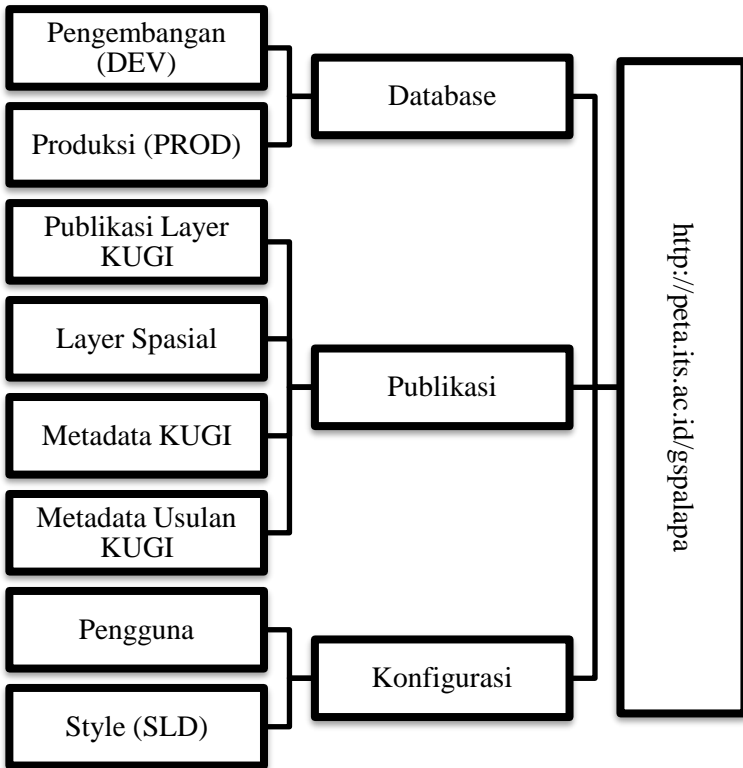 Pengembangan
(DEV)
Produksi (PROD)
Database
Publikasi Layer
KUGI
Layer Spasial
Metadata KUGI
Metadata Usulan
KUGI
Publikasi
Pengguna
Style (SLD)
Konfigurasi
http://peta.its.ac.id/gspalapa